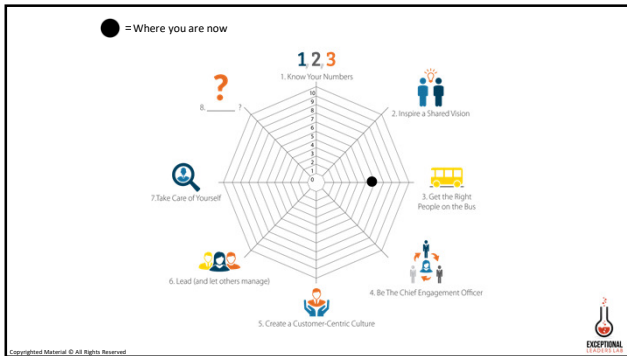 = Where you are now
1, 2, 3
1. Know Your Numbers
?
8. ______ ?
2. Inspire a Shared Vision
10
9
8
7
6
5
4
3
2
1
0
7.Take Care of Yourself
3. Get the Right
People on the Bus
6. Lead (and let others manage)
4. Be The Chief Engagement Officer
5. Create a Customer-Centric Culture
EXCEPTIONAL
LEADERS LAB
Copyrighted Material © All Rights Reserved